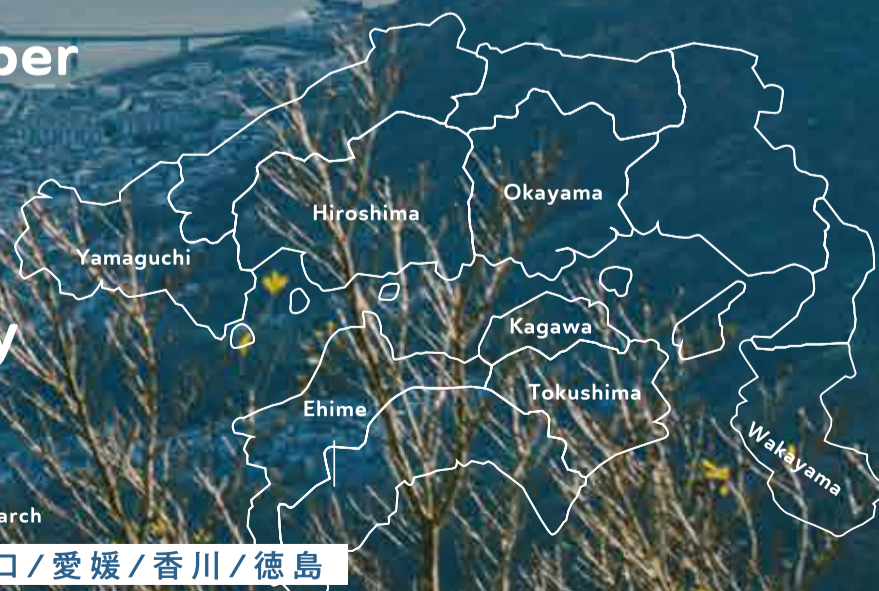 ber
Okayama
Hiroshima
Yamaguchi
Kagawa
y
Tokushima
Ehime
Wakayama
arch
口/愛媛/香川/徳島